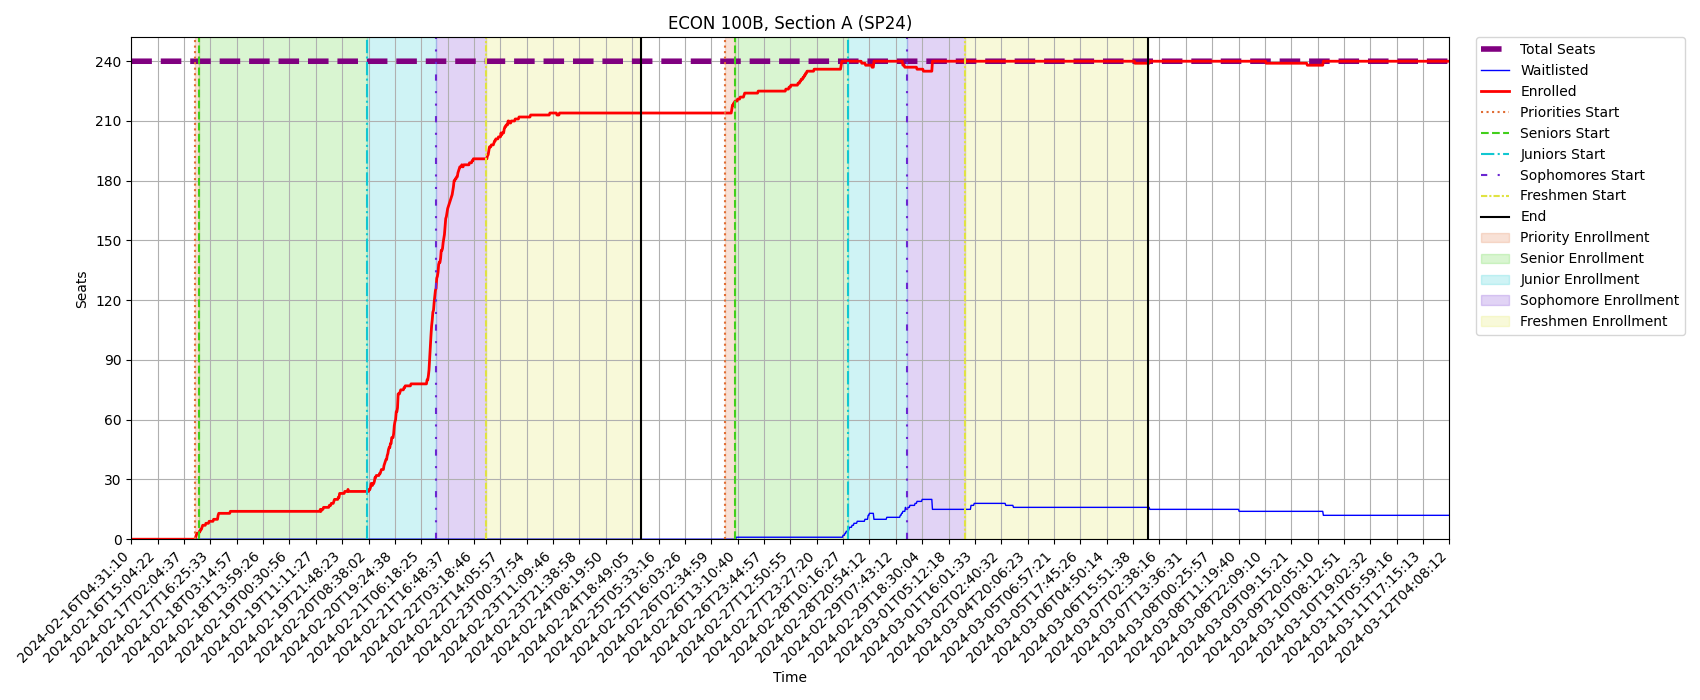 ECON 100B, Section A (SP24)
Seats
240
210
180
150
120
90
60
30
0
2024-02-16T04:31:10
2024-02-16T15:04:22
2024-02-17T02:04:37
2024-02-17T16:25:33
2024-02-18T03:14:57
2024-02-18T13:59:26
2024-02-19T00:30:56
2024-02-19T11:11:27
2024-02-19T21:48:23
2024-02-20T08:38:02
2024-02-20T19:24:38
2024-02-21T06:18:25
2024-02-21T16:48:37
2024-02-22T03:18:46
2024-02-22T14:05:57
2024-02-23T00:37:54
2024-02-23T11:09:46
2024-02-23T21:38:58
2024-02-24T08:19:50
2024-02-24T18:49:05
2024-02-25T05:33:16
2024-02-25T16:03:26
2024-02-26T02:34:59
2024-02-26T13:10:40
2024-02-26T23:44:57
2024-02-27T12:50:55
2024-02-27T23:27:20
2024-02-28T10:16:27
2024-02-28T20:54:12
2024-02-29T07:43:12
2024-02-29T18:30:04
2024-03-01T05:12:18
2024-03-01T16:01:33
2024-03-02T02:40:32
2024-03-04T20:06:23
2024-03-05T06:57:21
2024-03-05T17:45:26
2024-03-06T04:50:14
2024-03-06T15:51:38
2024-03-07T02:38:16
2024-03-07T13:36:31
2024-03-08T00:25:57
2024-03-08T11:19:40
2024-03-08T22:09:10
2024-03-09T09:15:21
2024-03-09T20:05:10
2024-03-10T08:12:51
2024-03-10T19:02:32
2024-03-11T05:59:16
2024-03-11T17:15:13
2024-03-12T04:08:12
Time
Total Seats
Waitlisted
Enrolled
Priorities Start
Seniors Start
Juniors Start
Sophomores Start
Freshmen Start
End
Priority Enrollment
Senior Enrollment
Junior Enrollment
Sophomore Enrollment
Freshmen Enrollment